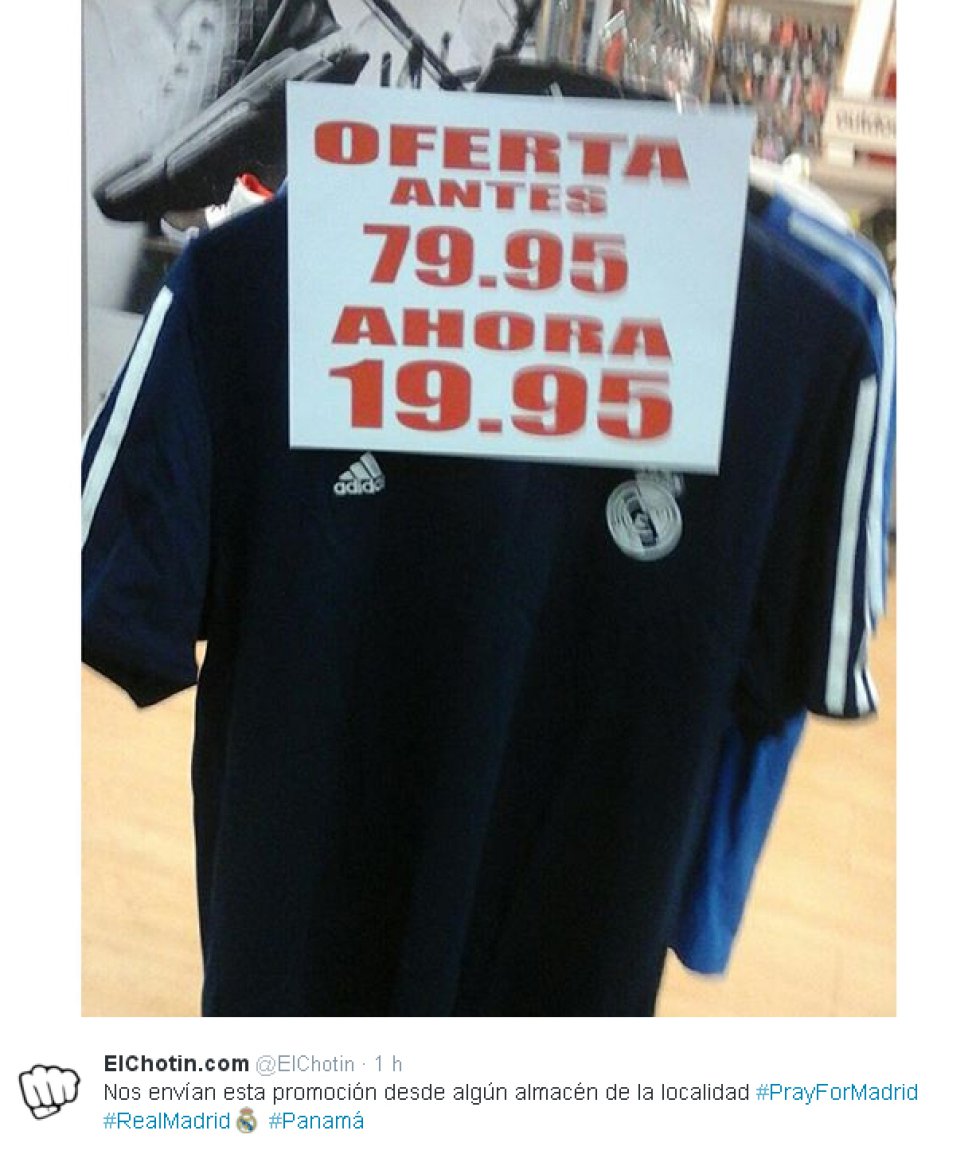 OFERTA
ANTES
79.95
AHORA
19.95
adidas
ElChotin.com @ElChotin · 1 h
Nos envían esta promoción desde algún almacén de la localidad #PrayForMadrid
#RealMadrid #Panamá